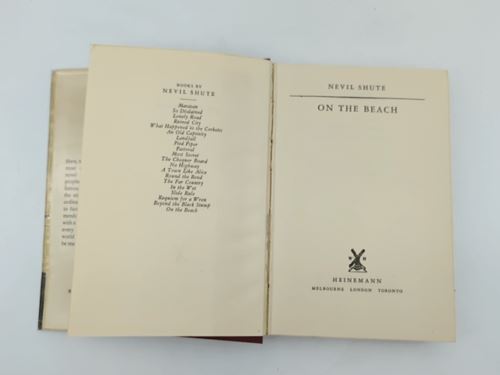 BOOKS BY
NEVIL SHUTE
Marazan
So Disdained
Lonely Road
Ruined City
What Happened to the Corbetts
An Old Captivity
Landfall
Pied Piper
Pastoral
Most Secret
The Chequer Board
No Highway
A Town Like Alice
Round the Bend
The Far Country
In the Wet
Slide Rule
Requiem for a Wren
Beyond the Black Stump
On the Beach
NEVIL SHUTE
ON THE BEACH
HEINEMANN
MELBOURNE LONDON TORONTO